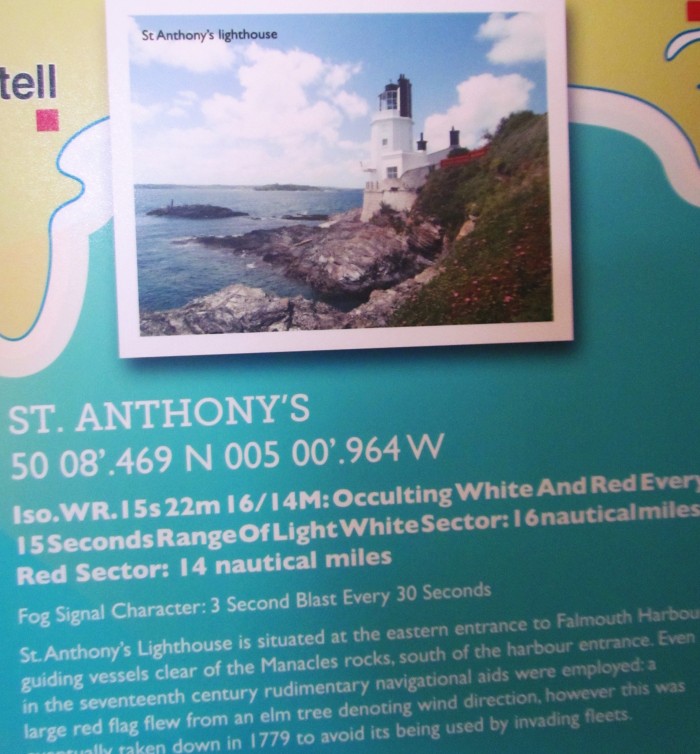 St Anthony's lighthouse
tell
ST. ANTHONY'S
50 08'.469 N 005 00'.964 W
Iso.WR.15s 22m 16/14M: Occulting White And Red Every
15 Seconds Range Of Light White Sector: 16 nautical miles
Red Sector: 14 nautical miles
Fog Signal Character: 3 Second Blast Every 30 Seconds
St. Anthony's Lighthouse is situated at the eastern entrance to Falmouth Harbou
guiding vessels clear of the Manacles rocks, south of the harbour entrance. Even
in the seventeenth century rudimentary navigational aids were employed: a
large red flag flew from an elm tree denoting wind direction, however this was
eventually taken down in 1779 to avoid its being used by invading fleets.